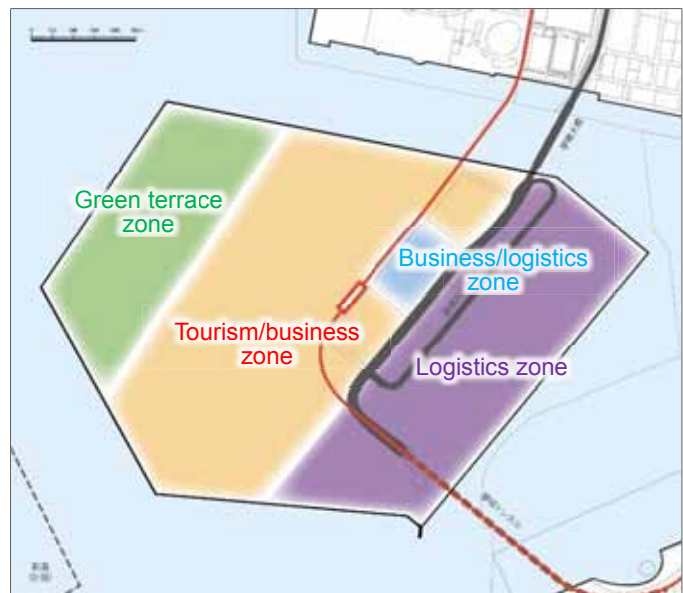 Green terrace
zone
Business/logistics
zone
Tourism/business
zone
Logistics zone